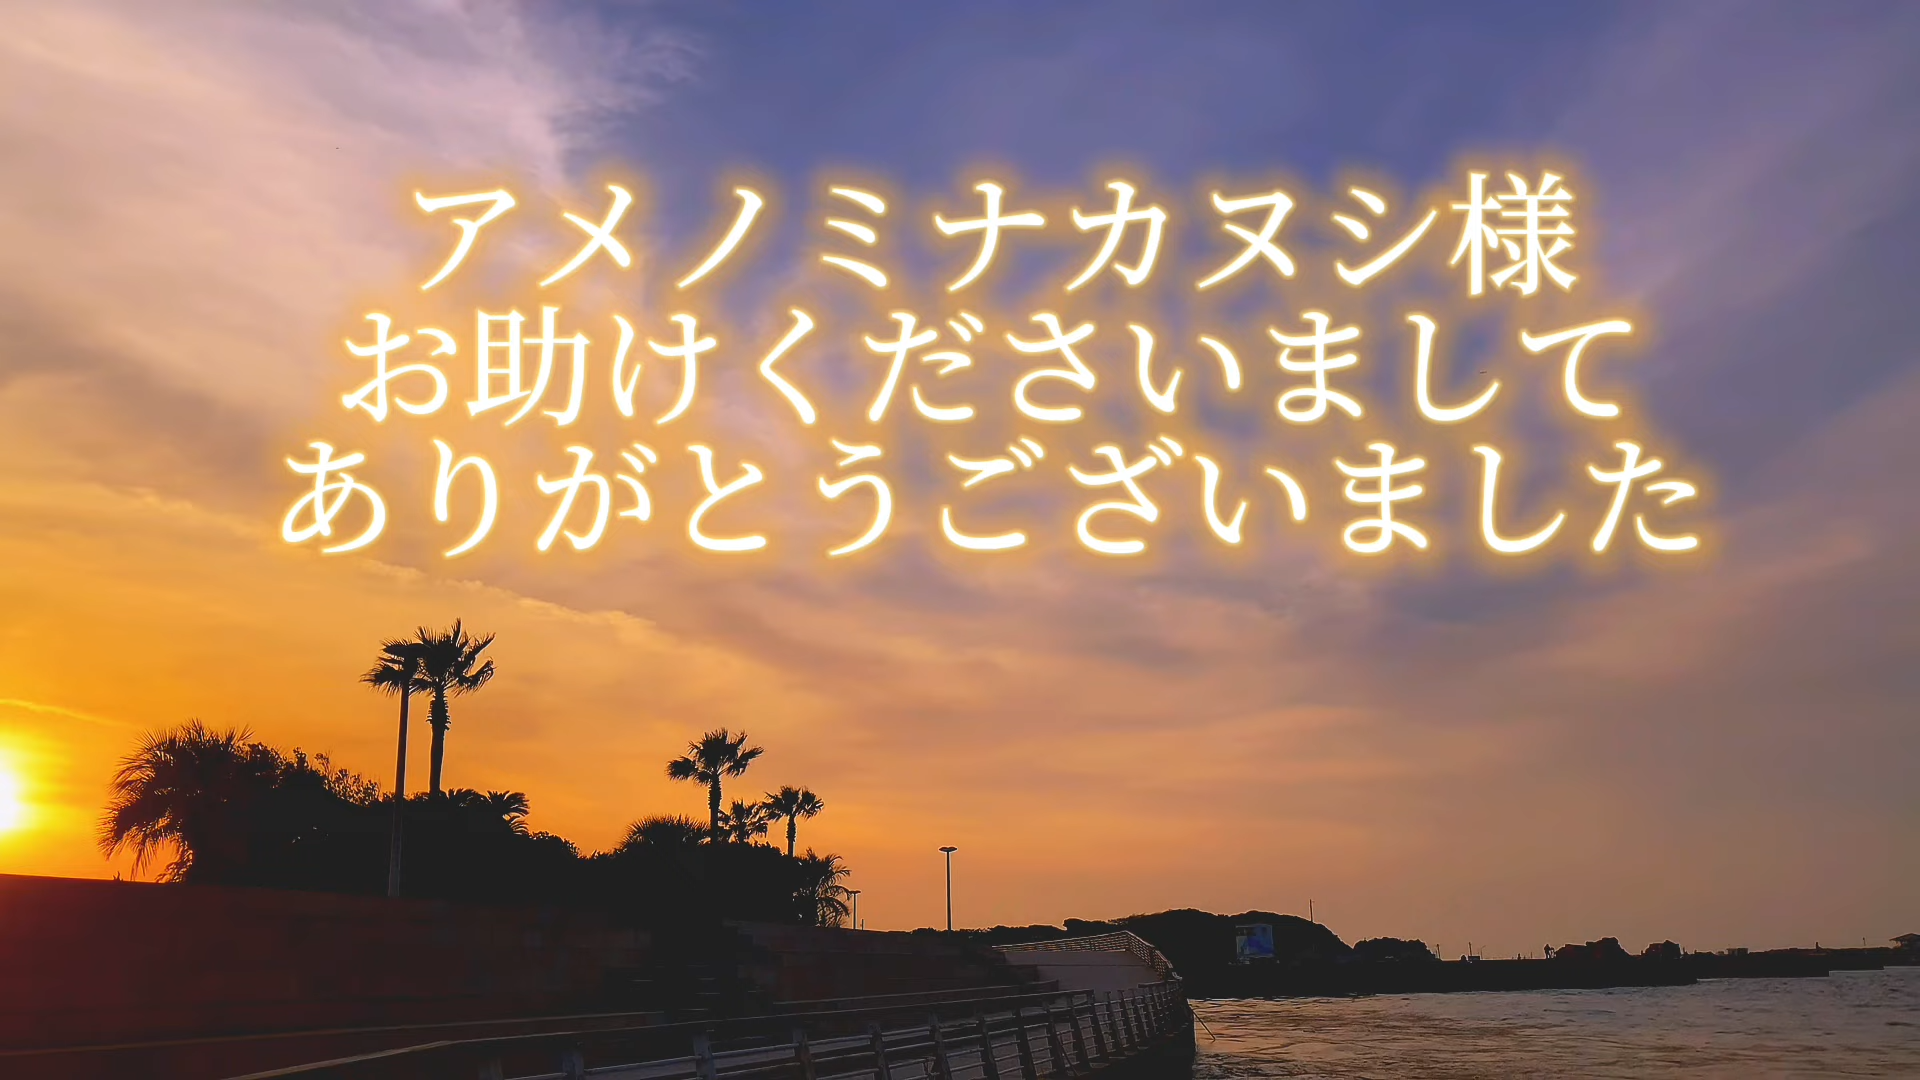 アメノミナカヌシ様
お助けくださいまして
ありがとうございました